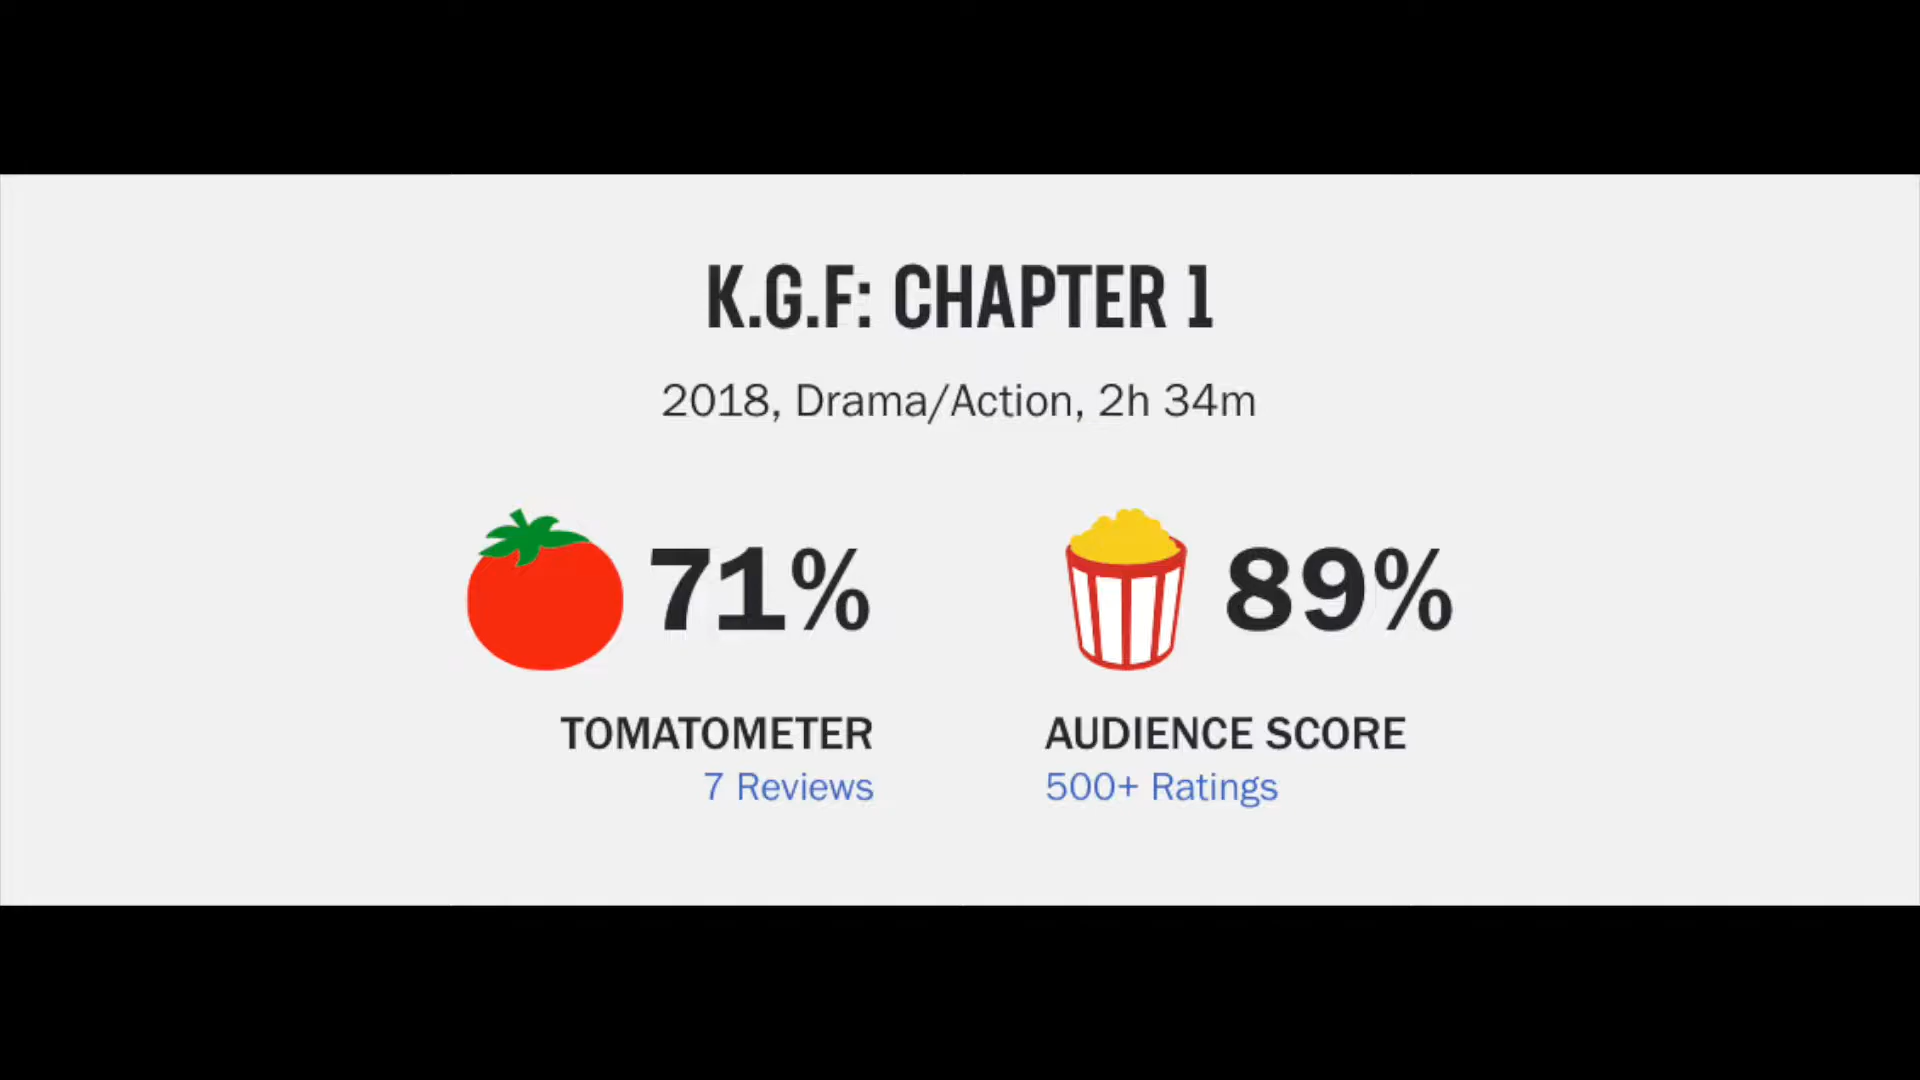 K.G.F: CHAPTER 1
2018, Drama/Action, 2h 34m
71% 89%
TOMATOMETER AUDIENCE SCORE
7 Reviews 500+ Ratings